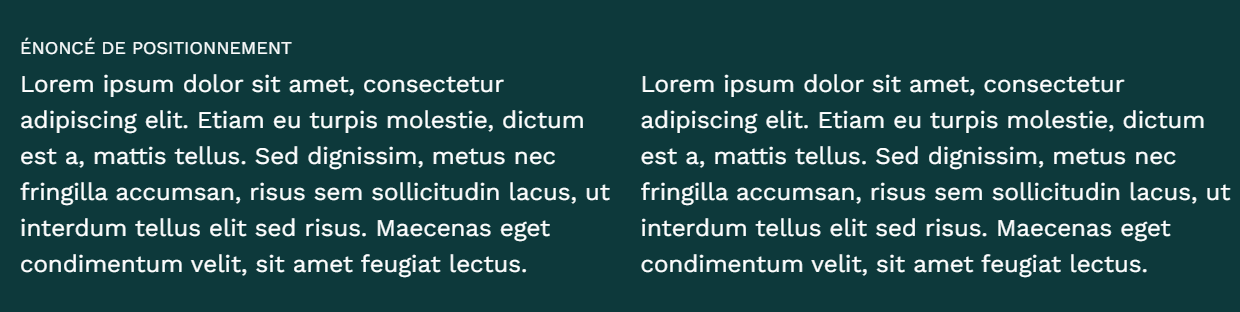 ÉNONCÉ DE POSITIONNEMENT
Lorem ipsum dolor sit amet, consectetur
adipiscing elit. Etiam eu turpis molestie, dictum
est a, mattis tellus. Sed dignissim, metus nec
fringilla accumsan, risus sem sollicitudin lacus, ut
interdum tellus elit sed risus. Maecenas eget
condimentum velit, sit amet feugiat lectus.
Lorem ipsum dolor sit amet, consectetur
adipiscing elit. Etiam eu turpis molestie, dictum
est a, mattis tellus. Sed dignissim, metus nec
fringilla accumsan, risus sem sollicitudin lacus, ut
interdum tellus elit sed risus. Maecenas eget
condimentum velit, sit amet feugiat lectus.